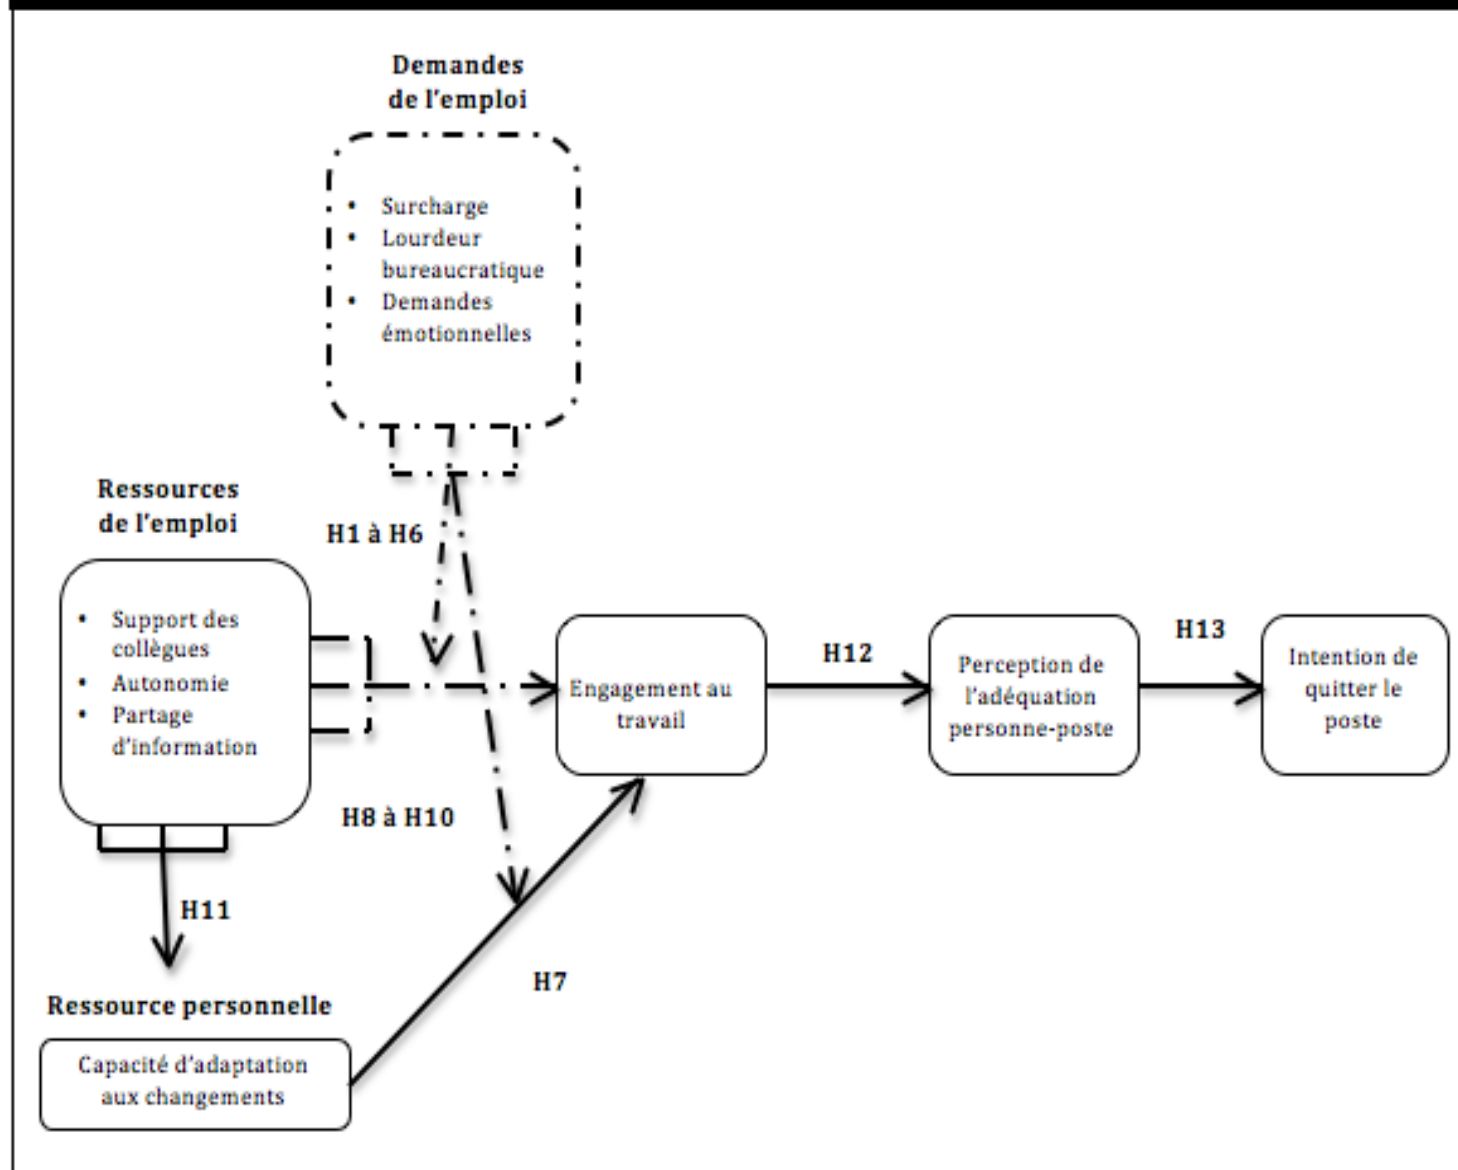 Demandes
de l'emploi
• Surcharge
• Lourdeur
bureaucratique
• Demandes
émotionnelles
Ressources
de l'emploi
H1 à H6
• Support des
collègues
• Autonomie
• Partage
d'information
Engagement au
travail
H12
Perception de
l'adéquation
personne-poste
H13
Intention de
quitter le
poste
H8 à H10
H11
H7
Ressource personnelle
Capacité d'adaptation
aux changements